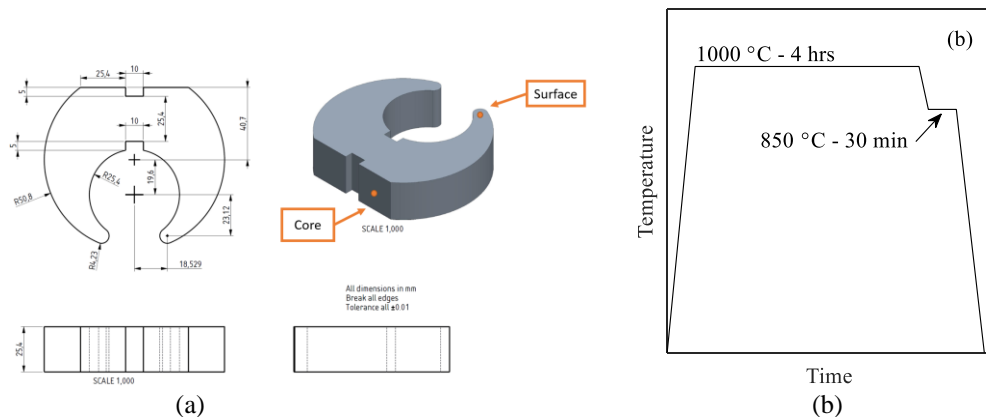 10
25,4
5
25,4
40,7
10
5
R25,4
19,6
R50,8
23,12
R4,23
18,529
Surface
Core
SCALE 1,000
All dimensions in mm
Break all edges
Tolerance all ±0.01
25,4
SCALE 1,000
(a)
(b)
1000 °C - 4 hrs
850 °C - 30 min
Temperature
Time
(b)